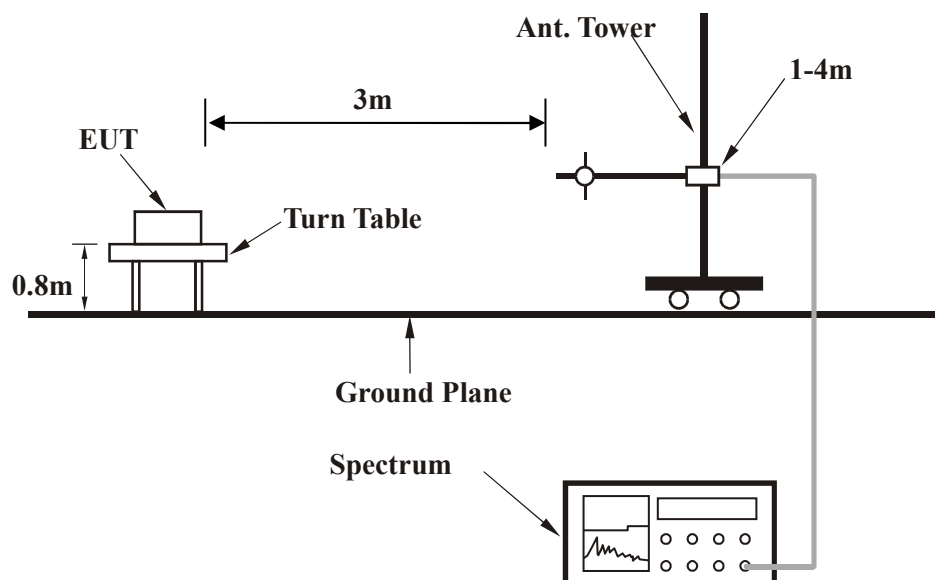 Ant. Tower
1-4m
3m
EUT
Turn Table
0.8m
Ground Plane
Spectrum